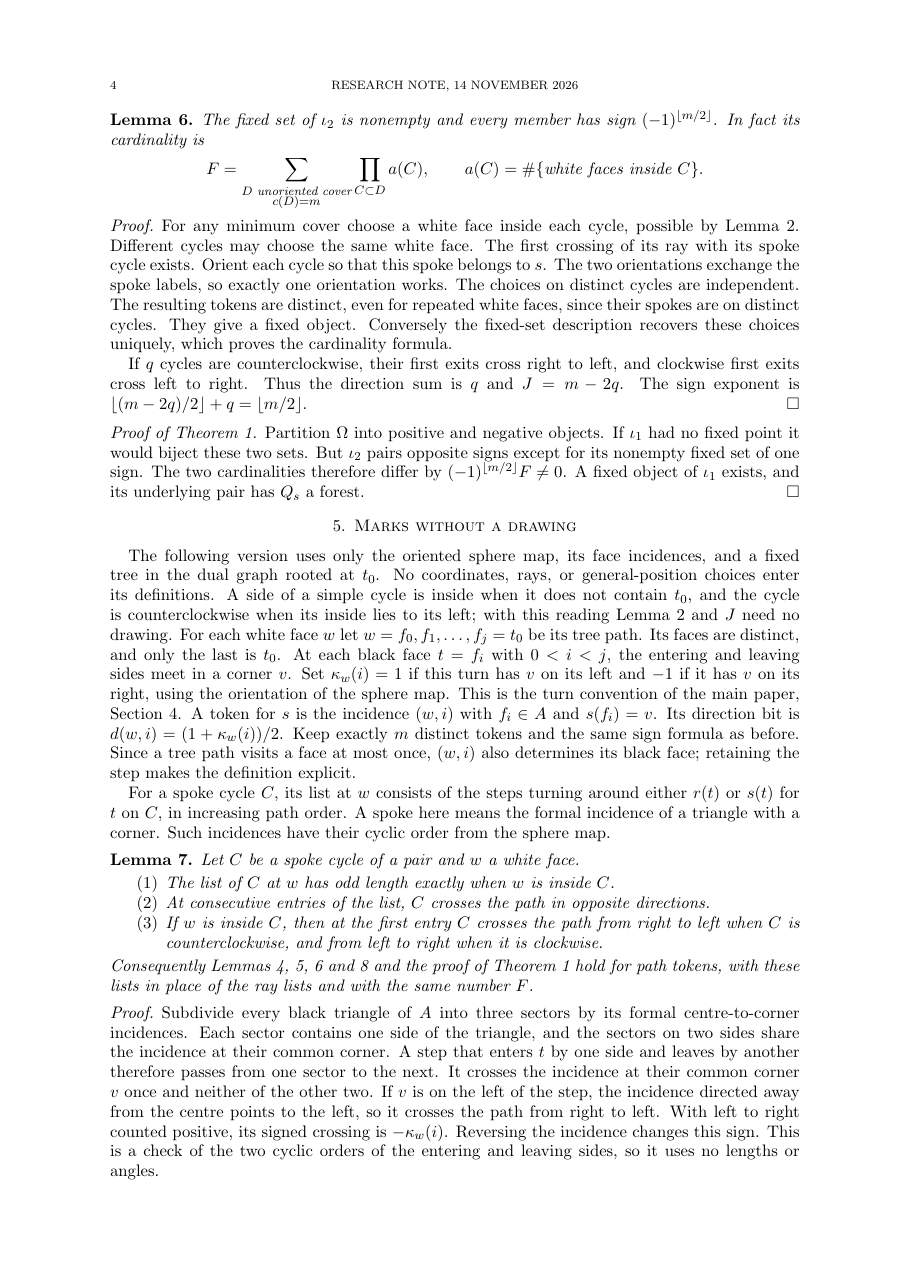 4 RESEARCH NOTE, 14 NOVEMBER 2026
Lemma 6. The fixed set of ι₂ is nonempty and every member has sign (−1)^{⌊m/2⌋}. In fact its
cardinality is
F = ∑_{D unoriented cover, c(D)=m} ∏_{C⊂D} a(C), a(C) = #{white faces inside C}.
Proof. For any minimum cover choose a white face inside each cycle, possible by Lemma 2.
Different cycles may choose the same white face. The first crossing of its ray with its spoke
cycle exists. Orient each cycle so that this spoke belongs to s. The two orientations exchange the
spoke labels, so exactly one orientation works. The choices on distinct cycles are independent.
The resulting tokens are distinct, even for repeated white faces, since their spokes are on distinct
cycles. They give a fixed object. Conversely the fixed-set description recovers these choices
uniquely, which proves the cardinality formula.
If q cycles are counterclockwise, their first exits cross right to left, and clockwise first exits
cross left to right. Thus the direction sum is q and J = m − 2q. The sign exponent is
⌊(m − 2q)/2⌋ + q = ⌊m/2⌋. □
Proof of Theorem 1. Partition Ω into positive and negative objects. If ι₁ had no fixed point it
would biject these two sets. But ι₂ pairs opposite signs except for its nonempty fixed set of one
sign. The two cardinalities therefore differ by (−1)^{⌊m/2⌋}F ≠ 0. A fixed object of ι₁ exists, and
its underlying pair has Qₛ a forest. □
5. Marks without a drawing
The following version uses only the oriented sphere map, its face incidences, and a fixed
tree in the dual graph rooted at t₀. No coordinates, rays, or general-position choices enter
its definitions. A side of a simple cycle is inside when it does not contain t₀, and the cycle
is counterclockwise when its inside lies to its left; with this reading Lemma 2 and J need no
drawing. For each white face w let w = f₀, f₁, . . . , fⱼ = t₀ be its tree path. Its faces are distinct,
and only the last is t₀. At each black face t = fᵢ with 0 < i < j, the entering and leaving
sides meet in a corner v. Set κ_w(i) = 1 if this turn has v on its left and −1 if it has v on its
right, using the orientation of the sphere map. This is the turn convention of the main paper,
Section 4. A token for s is the incidence (w, i) with fᵢ ∈ A and s(fᵢ) = v. Its direction bit is
d(w, i) = (1 + κ_w(i))/2. Keep exactly m distinct tokens and the same sign formula as before.
Since a tree path visits a face at most once, (w, i) also determines its black face; retaining the
step makes the definition explicit.
For a spoke cycle C, its list at w consists of the steps turning around either r(t) or s(t) for
t on C, in increasing path order. A spoke here means the formal incidence of a triangle with a
corner. Such incidences have their cyclic order from the sphere map.
Lemma 7. Let C be a spoke cycle of a pair and w a white face.
(1) The list of C at w has odd length exactly when w is inside C.
(2) At consecutive entries of the list, C crosses the path in opposite directions.
(3) If w is inside C, then at the first entry C crosses the path from right to left when C is
counterclockwise, and from left to right when it is clockwise.
Consequently Lemmas 4, 5, 6 and 8 and the proof of Theorem 1 hold for path tokens, with these
lists in place of the ray lists and with the same number F.
Proof. Subdivide every black triangle of A into three sectors by its formal centre-to-corner
incidences. Each sector contains one side of the triangle, and the sectors on two sides share
the incidence at their common corner. A step that enters t by one side and leaves by another
therefore passes from one sector to the next. It crosses the incidence at their common corner
v once and neither of the other two. If v is on the left of the step, the incidence directed away
from the centre points to the left, so it crosses the path from right to left. With left to right
counted positive, its signed crossing is −κ_w(i). Reversing the incidence changes this sign. This
is a check of the two cyclic orders of the entering and leaving sides, so it uses no lengths or
angles.